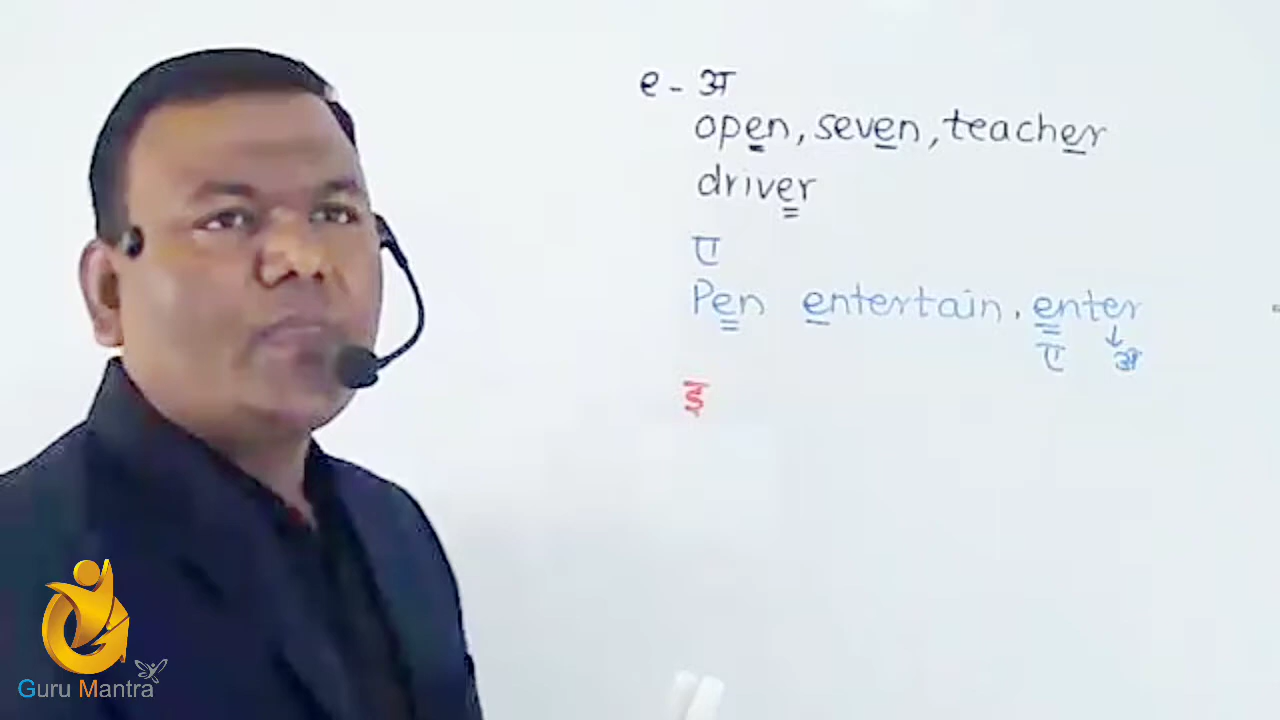 e - अ
open, seven, teacher
driver
ए
Pen entertain, enter
ए अ
इ
Guru Mantra